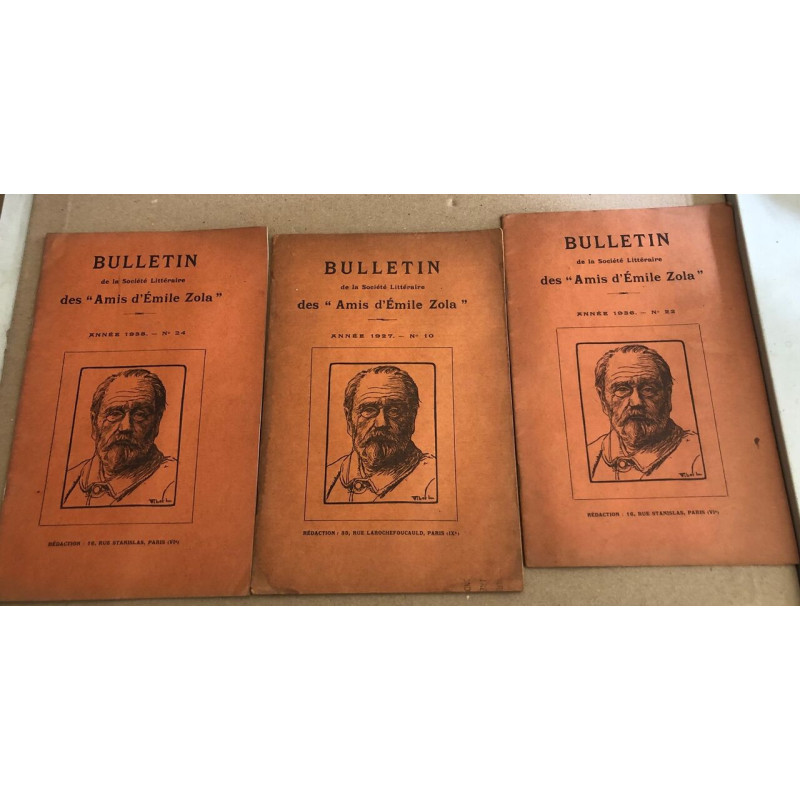 BULLETIN
de la Société Littéraire
des "Amis d'Émile Zola"
ANNÉE 1938. — N° 24
RÉDACTION : 16, RUE STANISLAS, PARIS (VIe)
BULLETIN
de la Société Littéraire
des "Amis d'Émile Zola"
ANNÉE 1927. — N° 10
RÉDACTION : 89, RUE LAROCHEFOUCAULD, PARIS (IXe)
BULLETIN
de la Société Littéraire
des "Amis d'Émile Zola"
ANNÉE 1936. — N° 22
RÉDACTION : 16, RUE STANISLAS, PARIS (VIe)